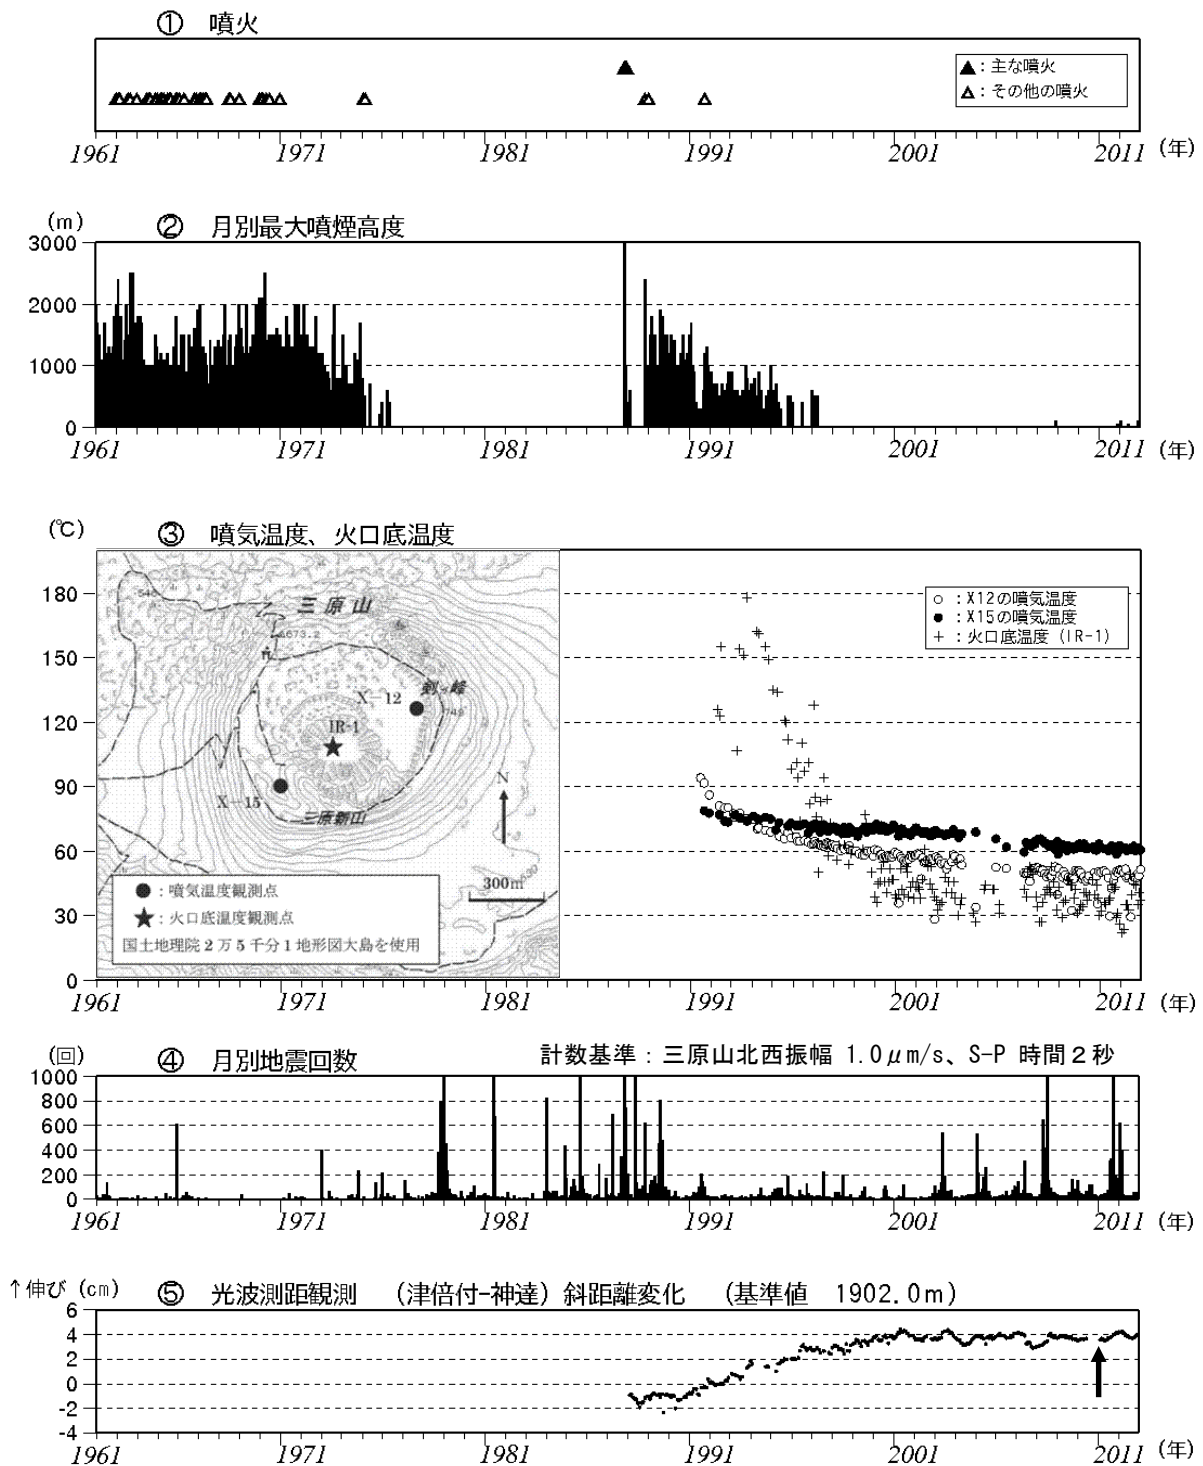 ① 噴火
▲：主な噴火
△：その他の噴火
1961 1971 1981 1991 2001 2011 (年)
(m) ② 月別最大噴煙高度
3000
2000
1000
0
1961 1971 1981 1991 2001 2011 (年)
(℃) ③ 噴気温度、火口底温度
180
150
120
90
60
30
0
○：X12の噴気温度
●：X15の噴気温度
+：火口底温度 (IR-1)
三原山
673.2
剣ヶ峰
749
X-12
IR-1
X-15
三原新山
N
300m
●：噴気温度観測点
★：火口底温度観測点
国土地理院2万5千分1地形図大島を使用
1961 1971 1981 1991 2001 2011 (年)
(回) ④ 月別地震回数 計数基準：三原山北西振幅 1.0μm/s、S-P 時間2秒
1000
800
600
400
200
0
1961 1971 1981 1991 2001 2011 (年)
↑伸び (cm) ⑤ 光波測距観測 (津倍付-神達) 斜距離変化 (基準値 1902.0m)
6
4
2
0
-2
-4
1961 1971 1981 1991 2001 2011 (年)